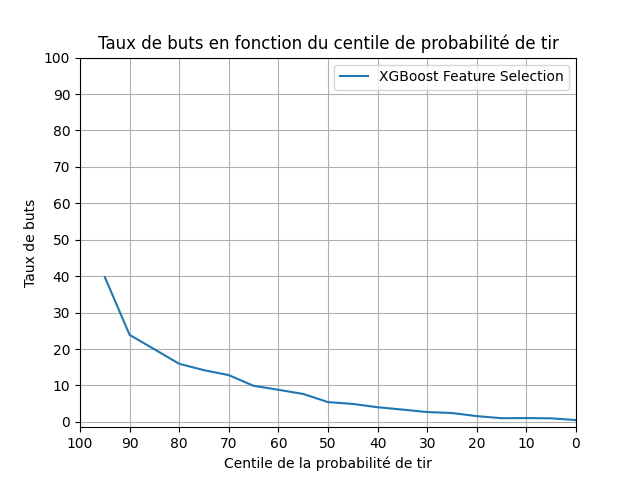 Taux de buts en fonction du centile de probabilité de tir
XGBoost Feature Selection
100
90
80
70
60
50
40
30
20
10
0
Taux de buts
100 90 80 70 60 50 40 30 20 10 0
Centile de la probabilité de tir